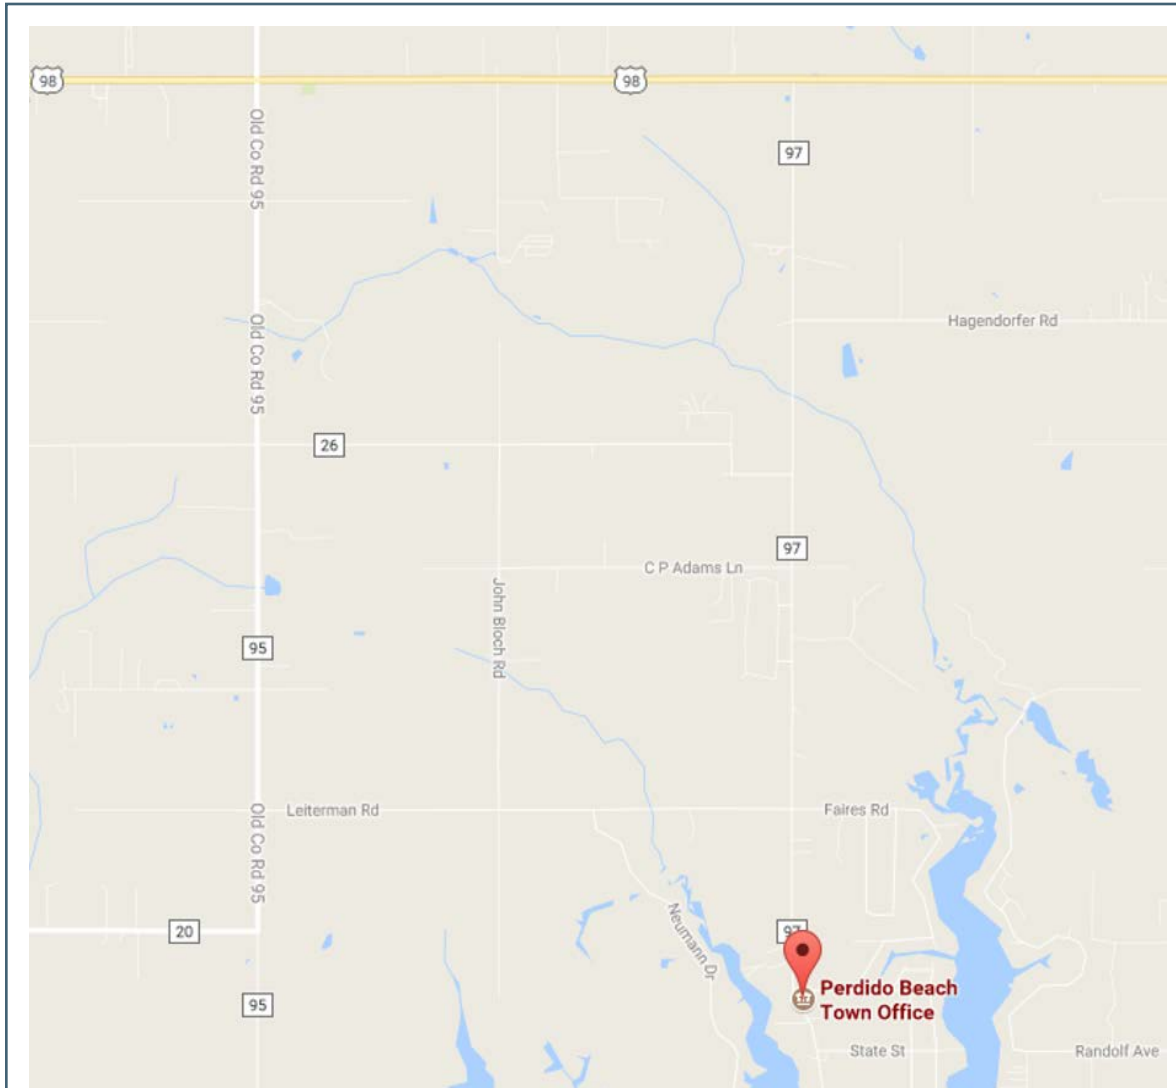 98
98
Old Co Rd 95
97
Old Co Rd 95
Hagendorfer Rd
26
97
C P Adams Ln
John Bloch Rd
95
Leiterman Rd
Faires Rd
Old Co Rd 95
20
Neumann Dr
97
Perdido Beach
Town Office
95
State St
Randolf Ave